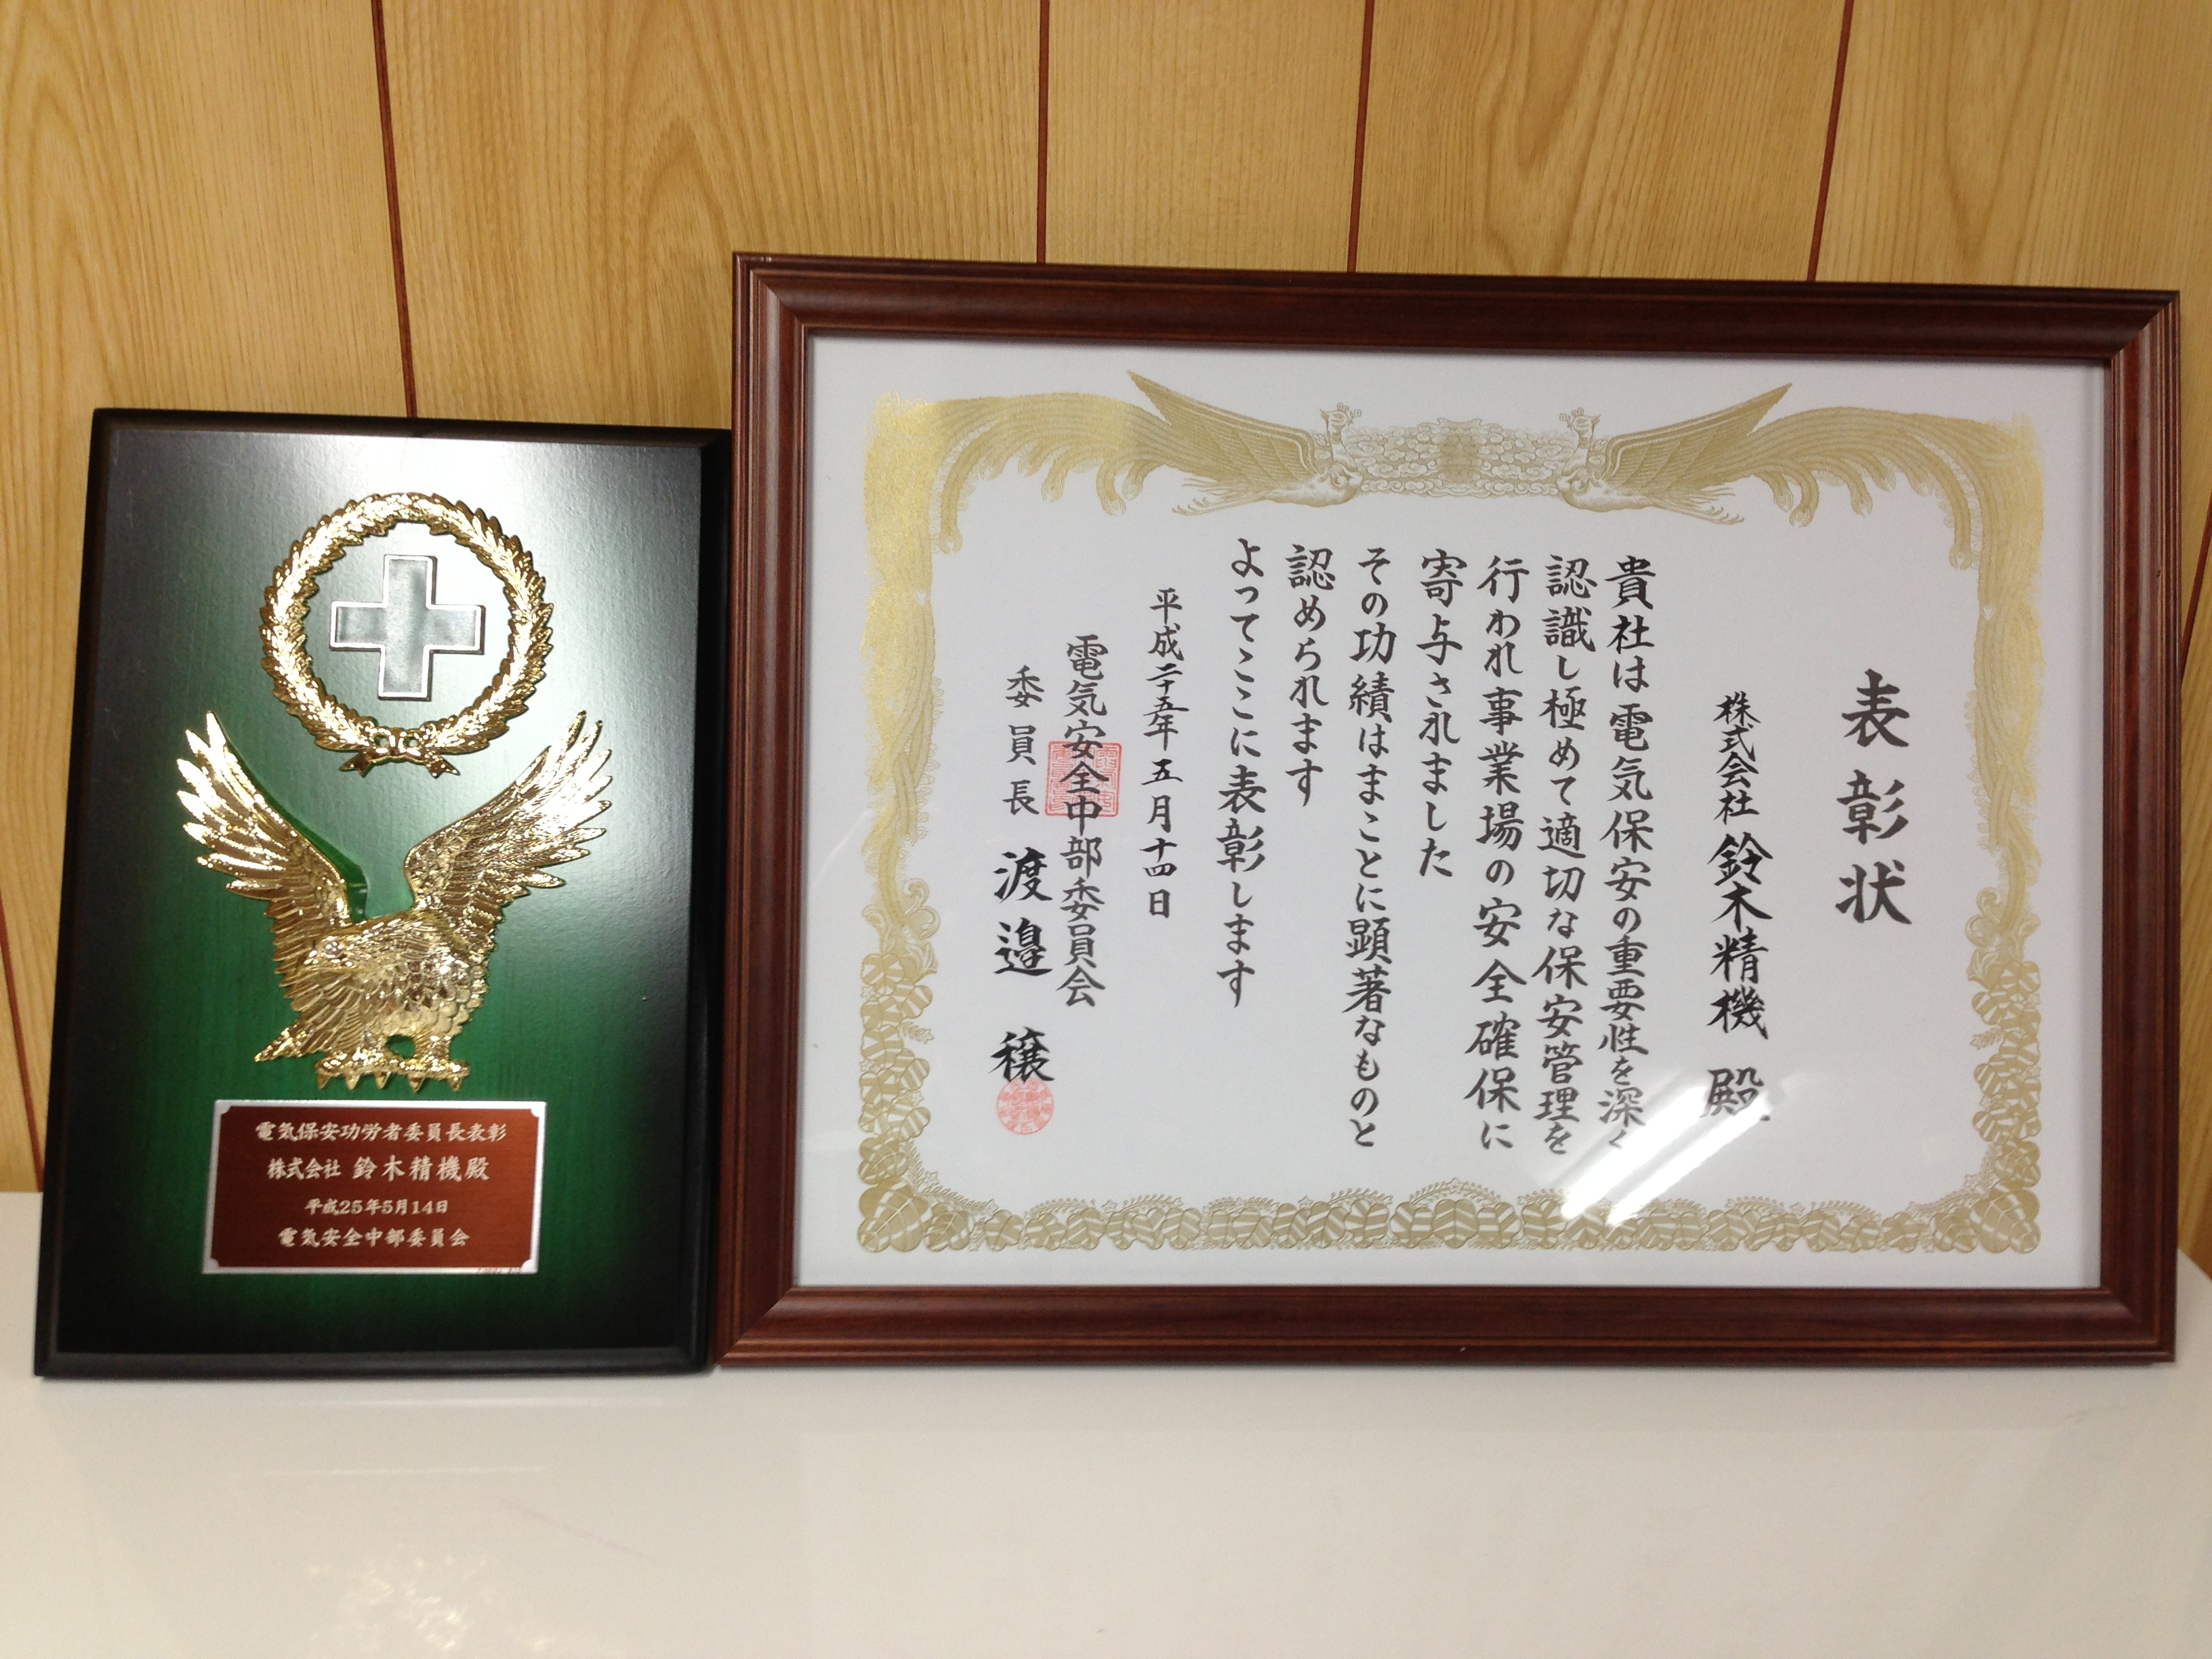 電気保安功労者委員長表彰
株式会社 鈴木精機殿
平成25年5月14日
電気安全中部委員会
表彰状
株式会社 鈴木精機 殿
貴社は電気保安の重要性を深く
認識し極めて適切な保安管理を
行われ事業場の安全確保に
寄与されました
その功績はまことに顕著なものと
認められます
よってここに表彰します
平成二十五年五月十四日
電気安全中部委員会
委員長 渡邉 穣